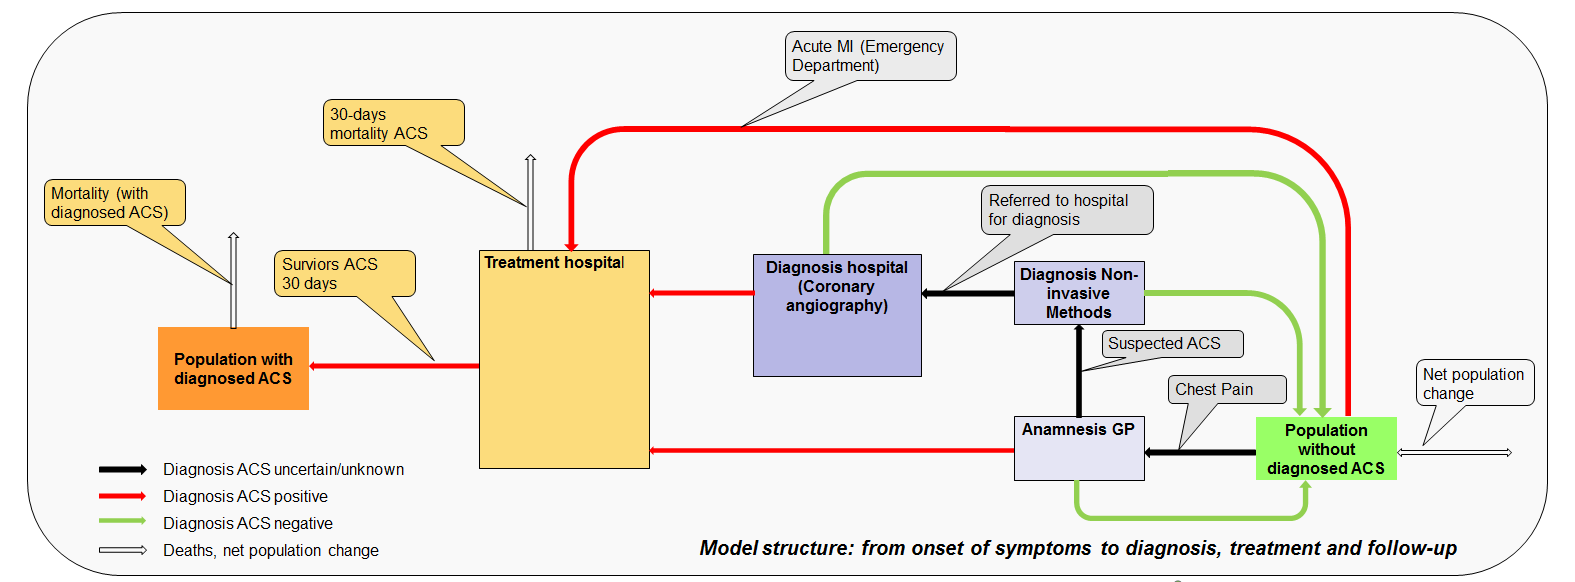 Acute MI (Emergency
Department)
30-days
mortality ACS
Mortality (with
diagnosed ACS)
Referred to hospital
for diagnosis
Surviors ACS
30 days
Treatment hospital
Diagnosis hospital
(Coronary
angiography)
Diagnosis Non-
invasive
Methods
Suspected ACS
Chest Pain
Net population
change
Population with
diagnosed ACS
Anamnesis GP
Population
without
diagnosed ACS
Diagnosis ACS uncertain/unknown
Diagnosis ACS positive
Diagnosis ACS negative
Deaths, net population change
Model structure: from onset of symptoms to diagnosis, treatment and follow-up